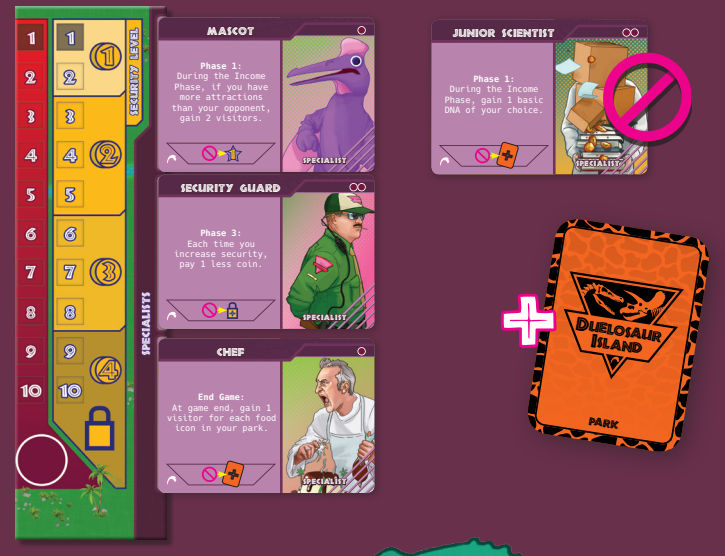 1
2
3
4
5
6
7
8
9
10
1
2
3
4
5
6
7
8
9
10
1
2
3
4
SECURITY LEVEL
SPECIALISTS
MASCOT
Phase 1:
During the Income
Phase, if you have
more attractions
than your opponent,
gain 2 visitors.
SPECIALIST
SECURITY GUARD
Phase 3:
Each time you
increase security,
pay 1 less coin.
SPECIALIST
CHEF
End Game:
At game end, gain 1
visitor for each food
icon in your park.
SPECIALIST
JUNIOR SCIENTIST
Phase 1:
During the Income
Phase, gain 1 basic
DNA of your choice.
SPECIALIST
DUELOSAUR
ISLAND
PARK